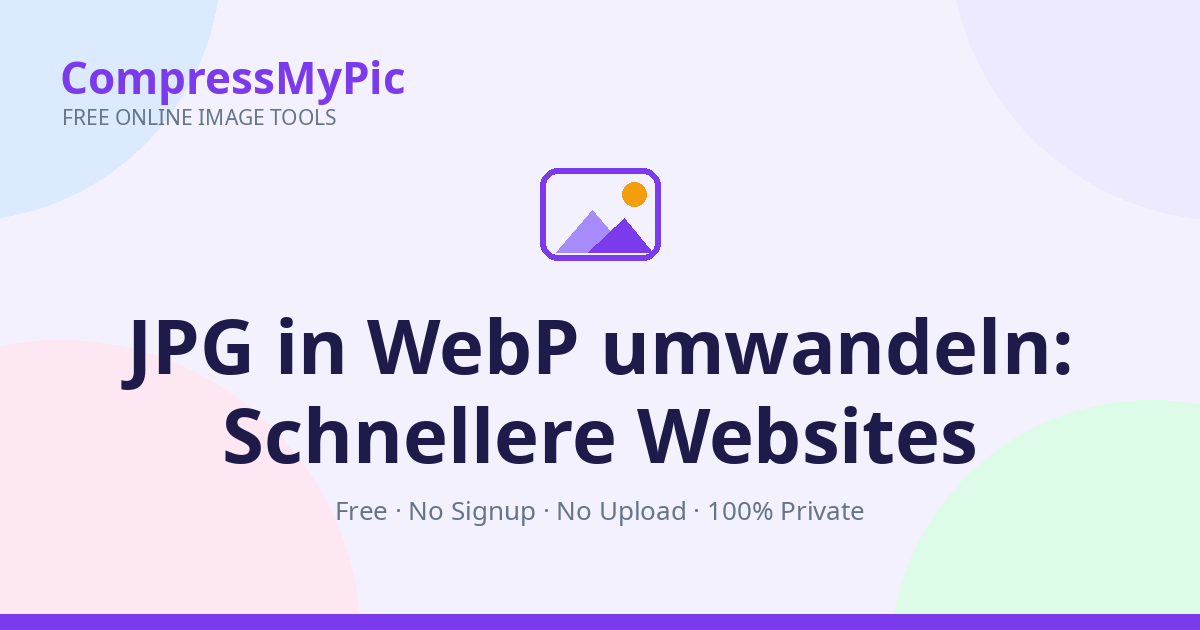 CompressMyPic
FREE ONLINE IMAGE TOOLS
JPG in WebP umwandeln:
Schnellere Websites
Free · No Signup · No Upload · 100% Private